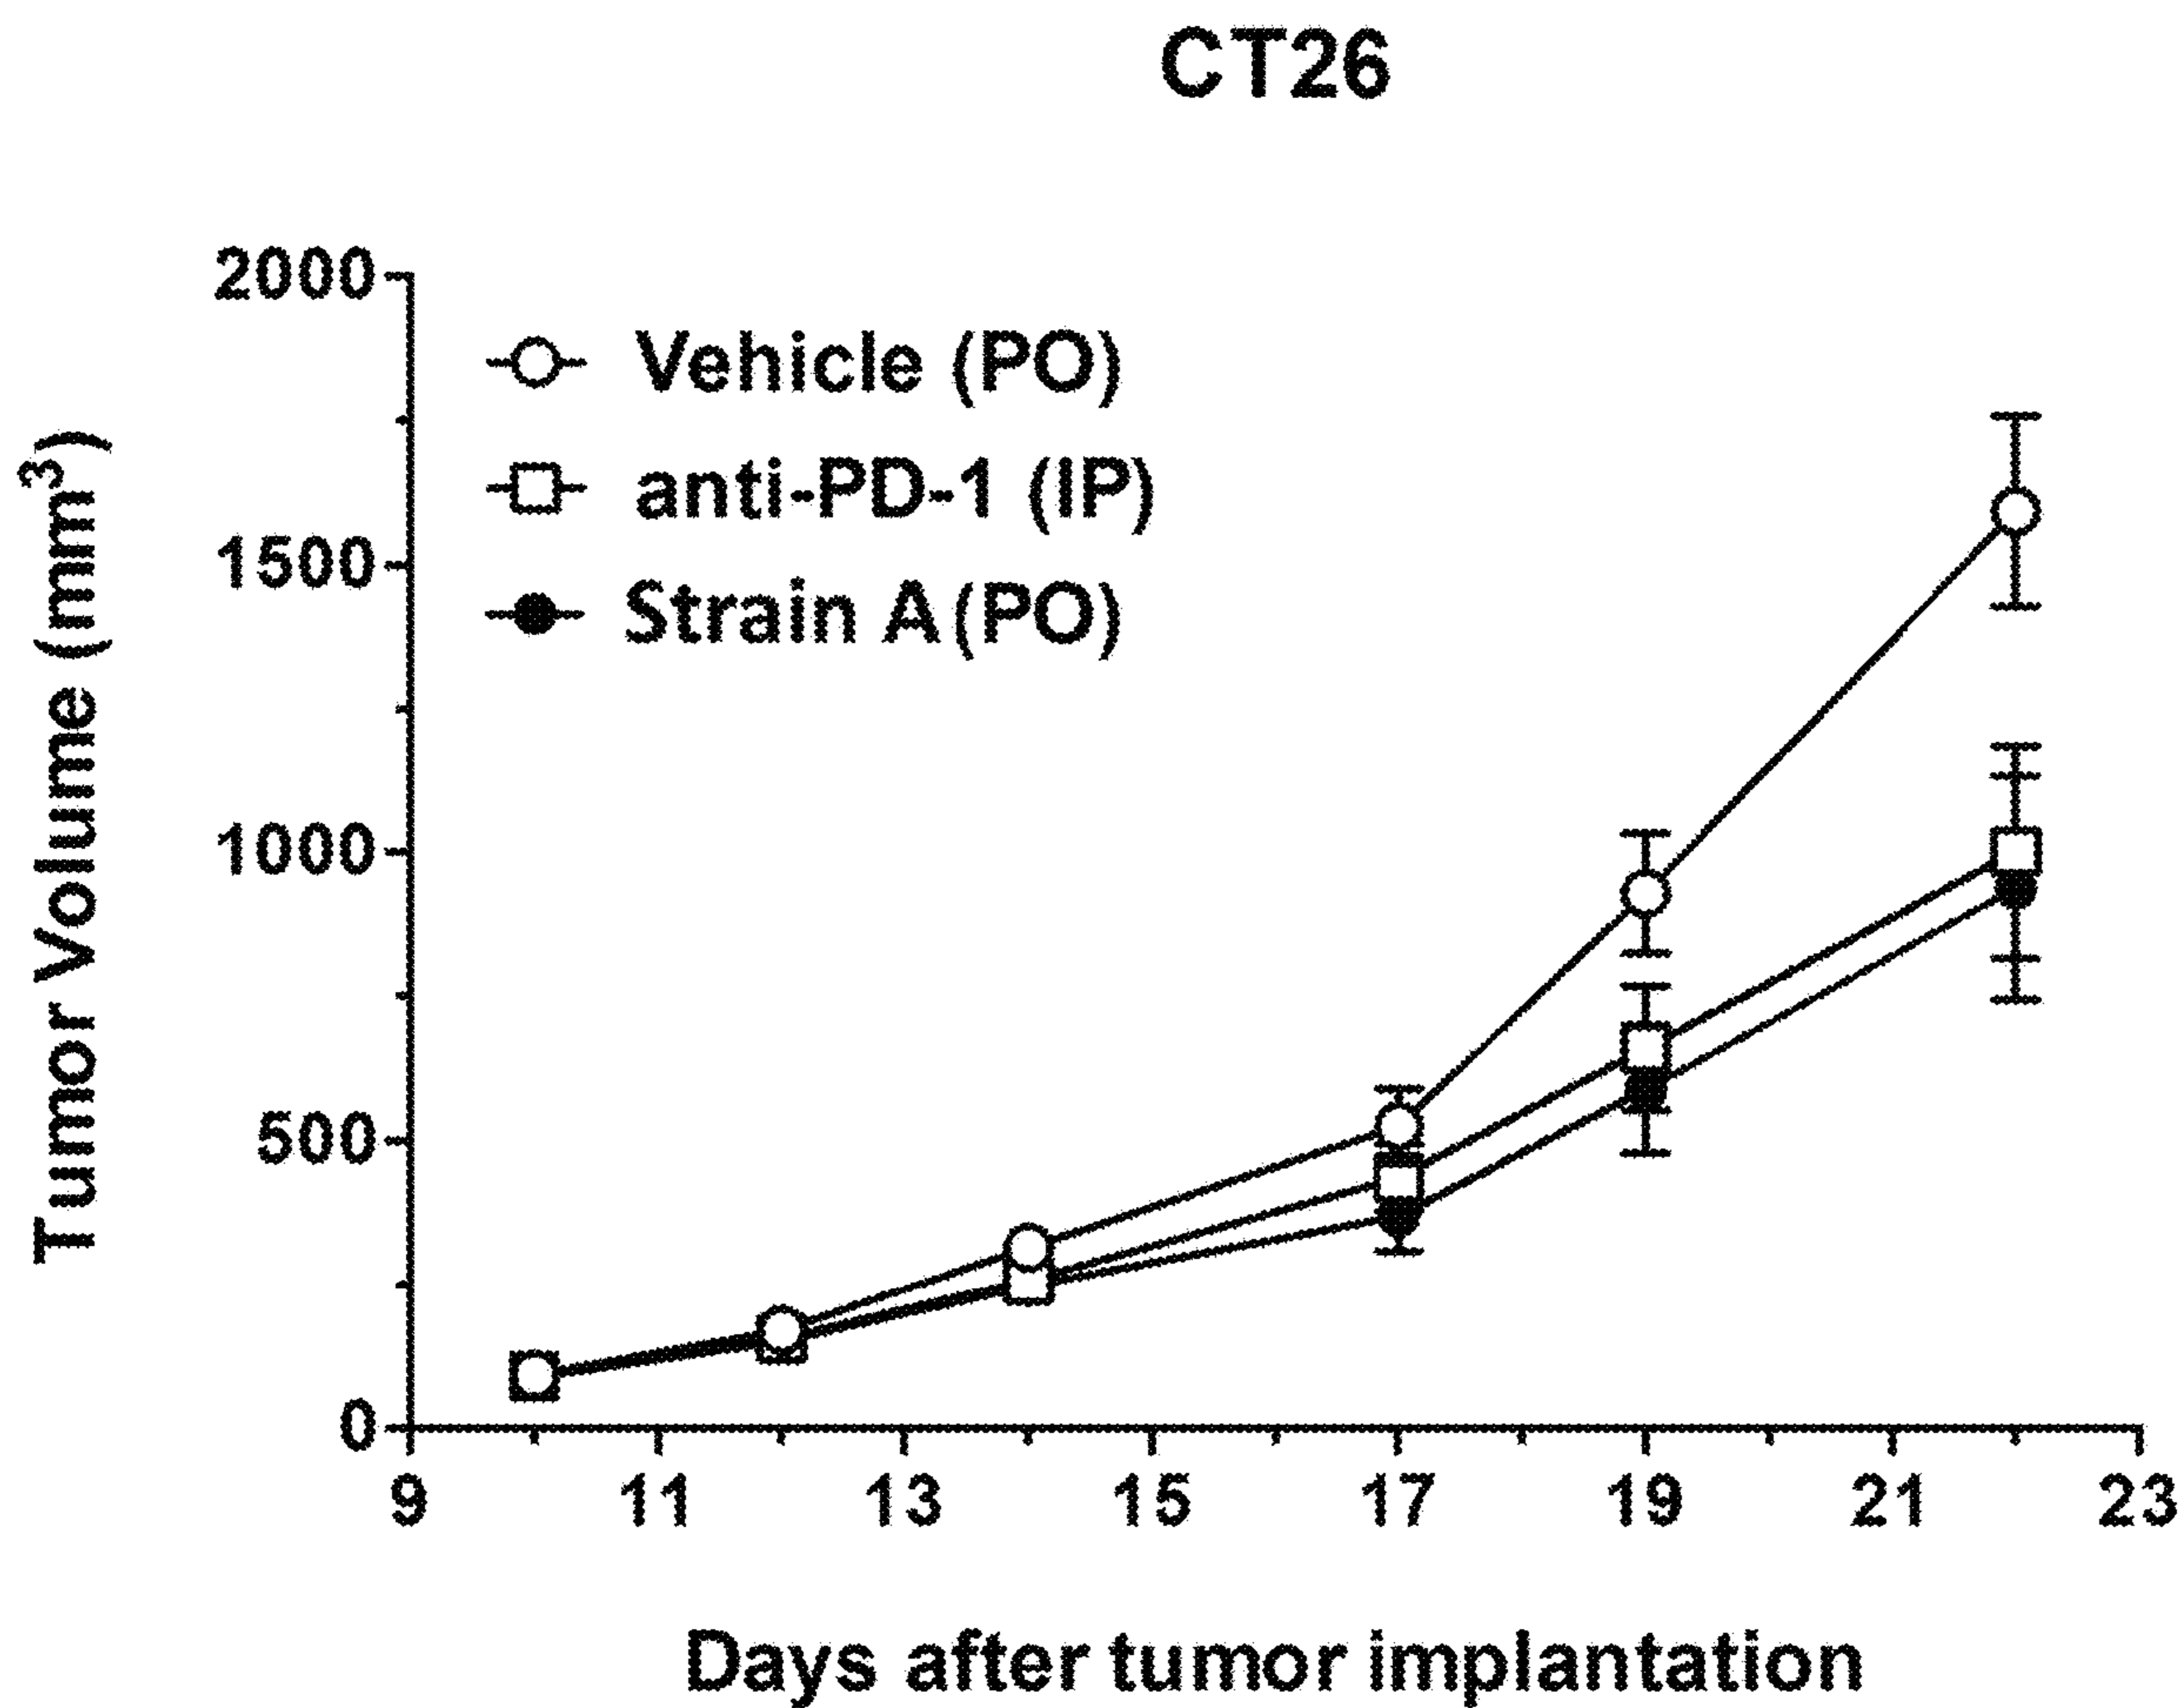 CT26
Tumor Volume (mm³)
2000
1500
1000
500
0
Vehicle (PO)
anti-PD-1 (IP)
Strain A (PO)
9 11 13 15 17 19 21 23
Days after tumor implantation